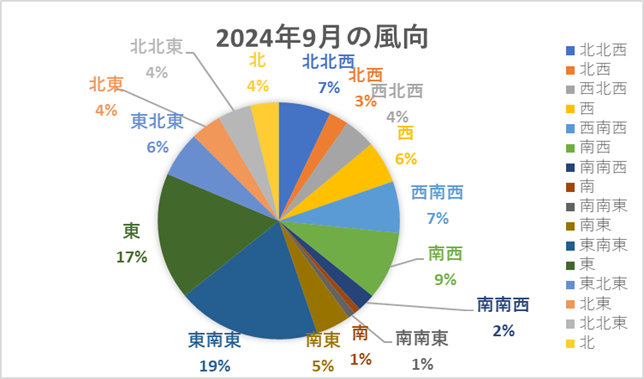 2024年9月の風向
北北西
7%
北西
3%
西北西
4%
西
6%
西南西
7%
南西
9%
南南西
2%
南
1%
南南東
1%
南東
5%
東南東
19%
東
17%
東北東
6%
北東
4%
北北東
4%
北
4%
北北西
北西
西北西
西
西南西
南西
南南西
南
南南東
南東
東南東
東
東北東
北東
北北東
北